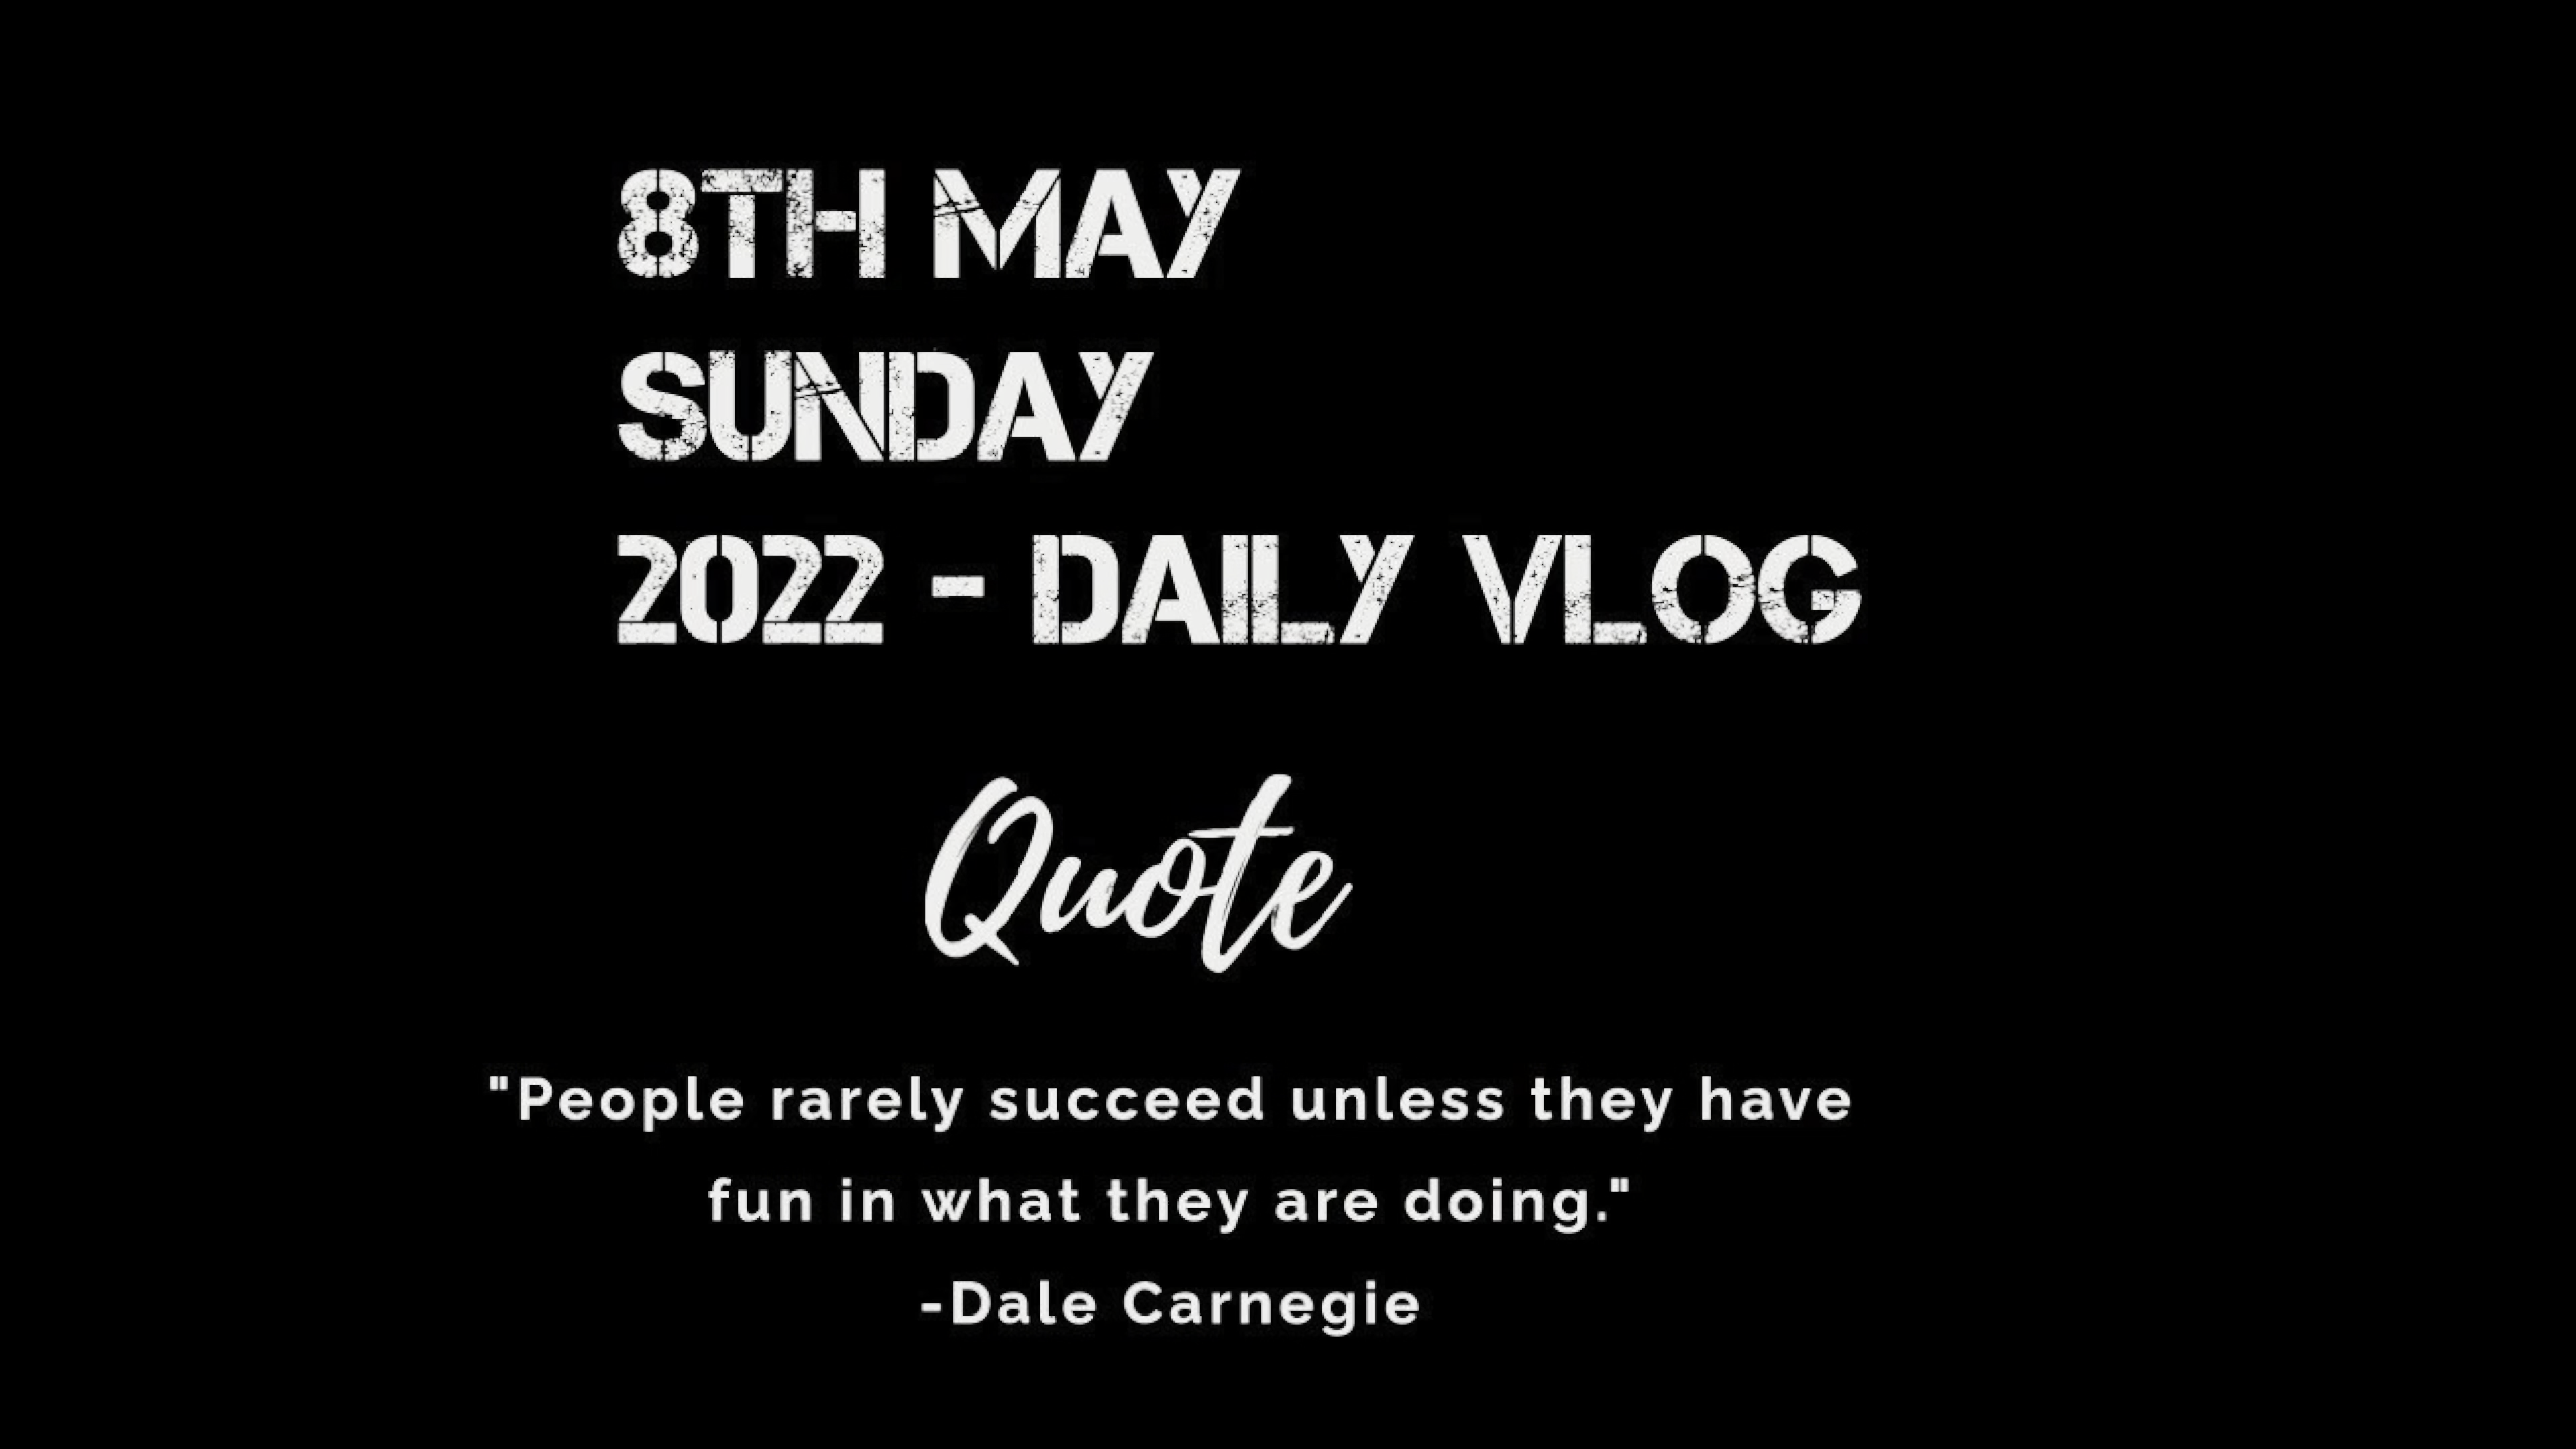 8TH MAY
SUNDAY
2022 - DAILY VLOG
Quote
"People rarely succeed unless they have
fun in what they are doing."
-Dale Carnegie